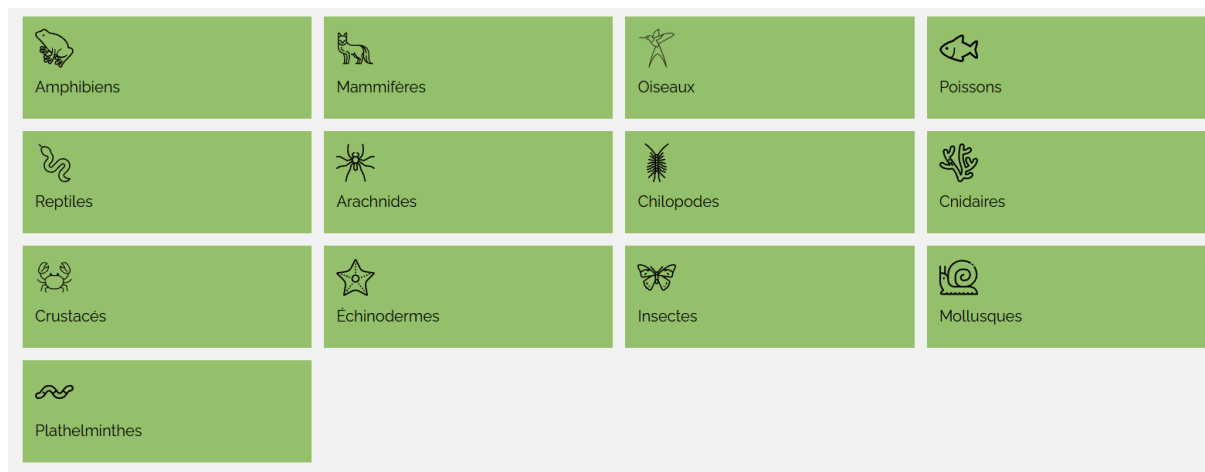 Amphibiens
Mammifères
Oiseaux
Poissons
Reptiles
Arachnides
Chilopodes
Cnidaires
Crustacés
Échinodermes
Insectes
Mollusques
Plathelminthes